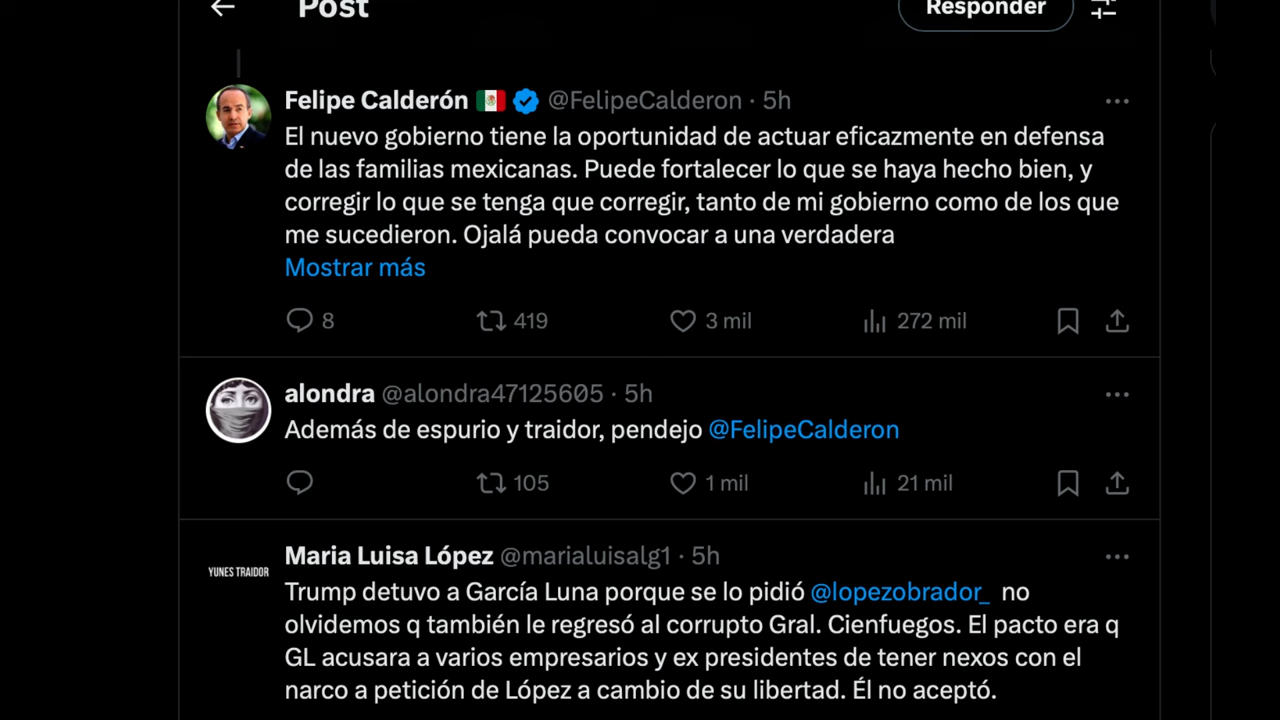 Post
Responder
Felipe Calderón @FelipeCalderon · 5h
El nuevo gobierno tiene la oportunidad de actuar eficazmente en defensa
de las familias mexicanas. Puede fortalecer lo que se haya hecho bien, y
corregir lo que se tenga que corregir, tanto de mi gobierno como de los que
me sucedieron. Ojalá pueda convocar a una verdadera
Mostrar más
8 419 3 mil 272 mil
alondra @alondra47125605 · 5h
Además de espurio y traidor, pendejo @FelipeCalderon
105 1 mil 21 mil
YUNES TRAIDOR
Maria Luisa López @marialuisalg1 · 5h
Trump detuvo a García Luna porque se lo pidió @lopezobrador_ no
olvidemos q también le regresó al corrupto Gral. Cienfuegos. El pacto era q
GL acusara a varios empresarios y ex presidentes de tener nexos con el
narco a petición de López a cambio de su libertad. Él no aceptó.